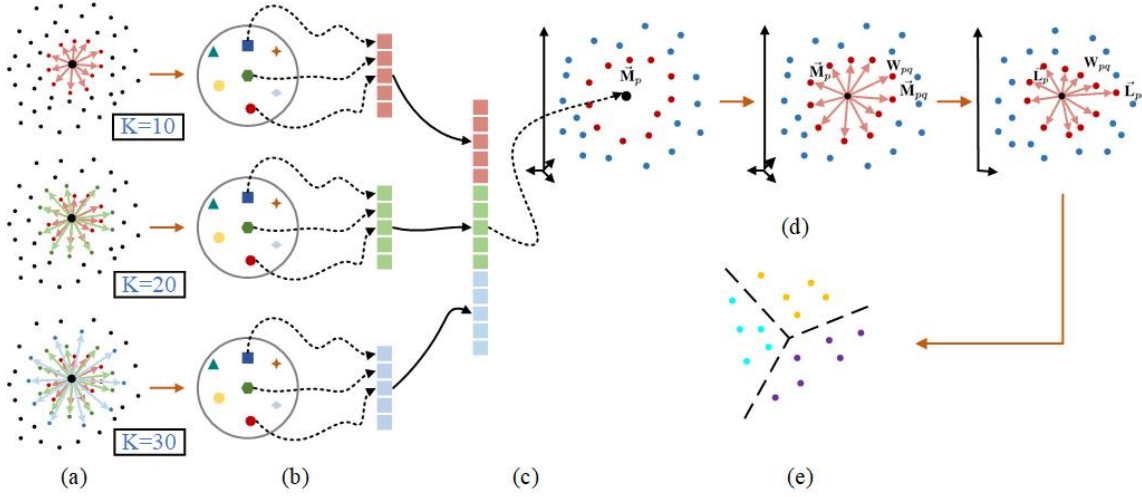 K=10
K=20
K=30
M⃗p
M⃗p
Wpq
M⃗pq
L⃗p
Wpq
L⃗p
(d)
(a)
(b)
(c)
(e)